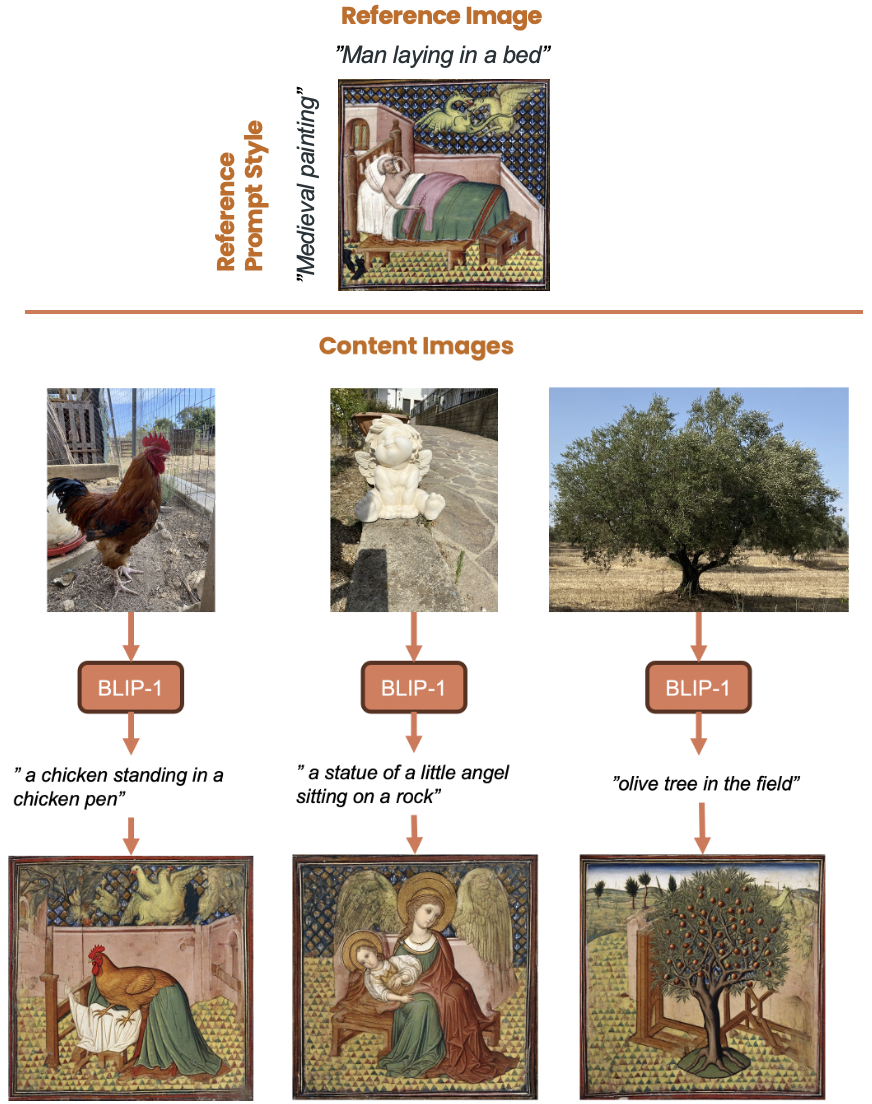 Reference Image
”Man laying in a bed”
Reference
Prompt Style
”Medieval painting”
Content Images
BLIP-1
BLIP-1
BLIP-1
” a chicken standing in a
chicken pen”
” a statue of a little angel
sitting on a rock”
”olive tree in the field”